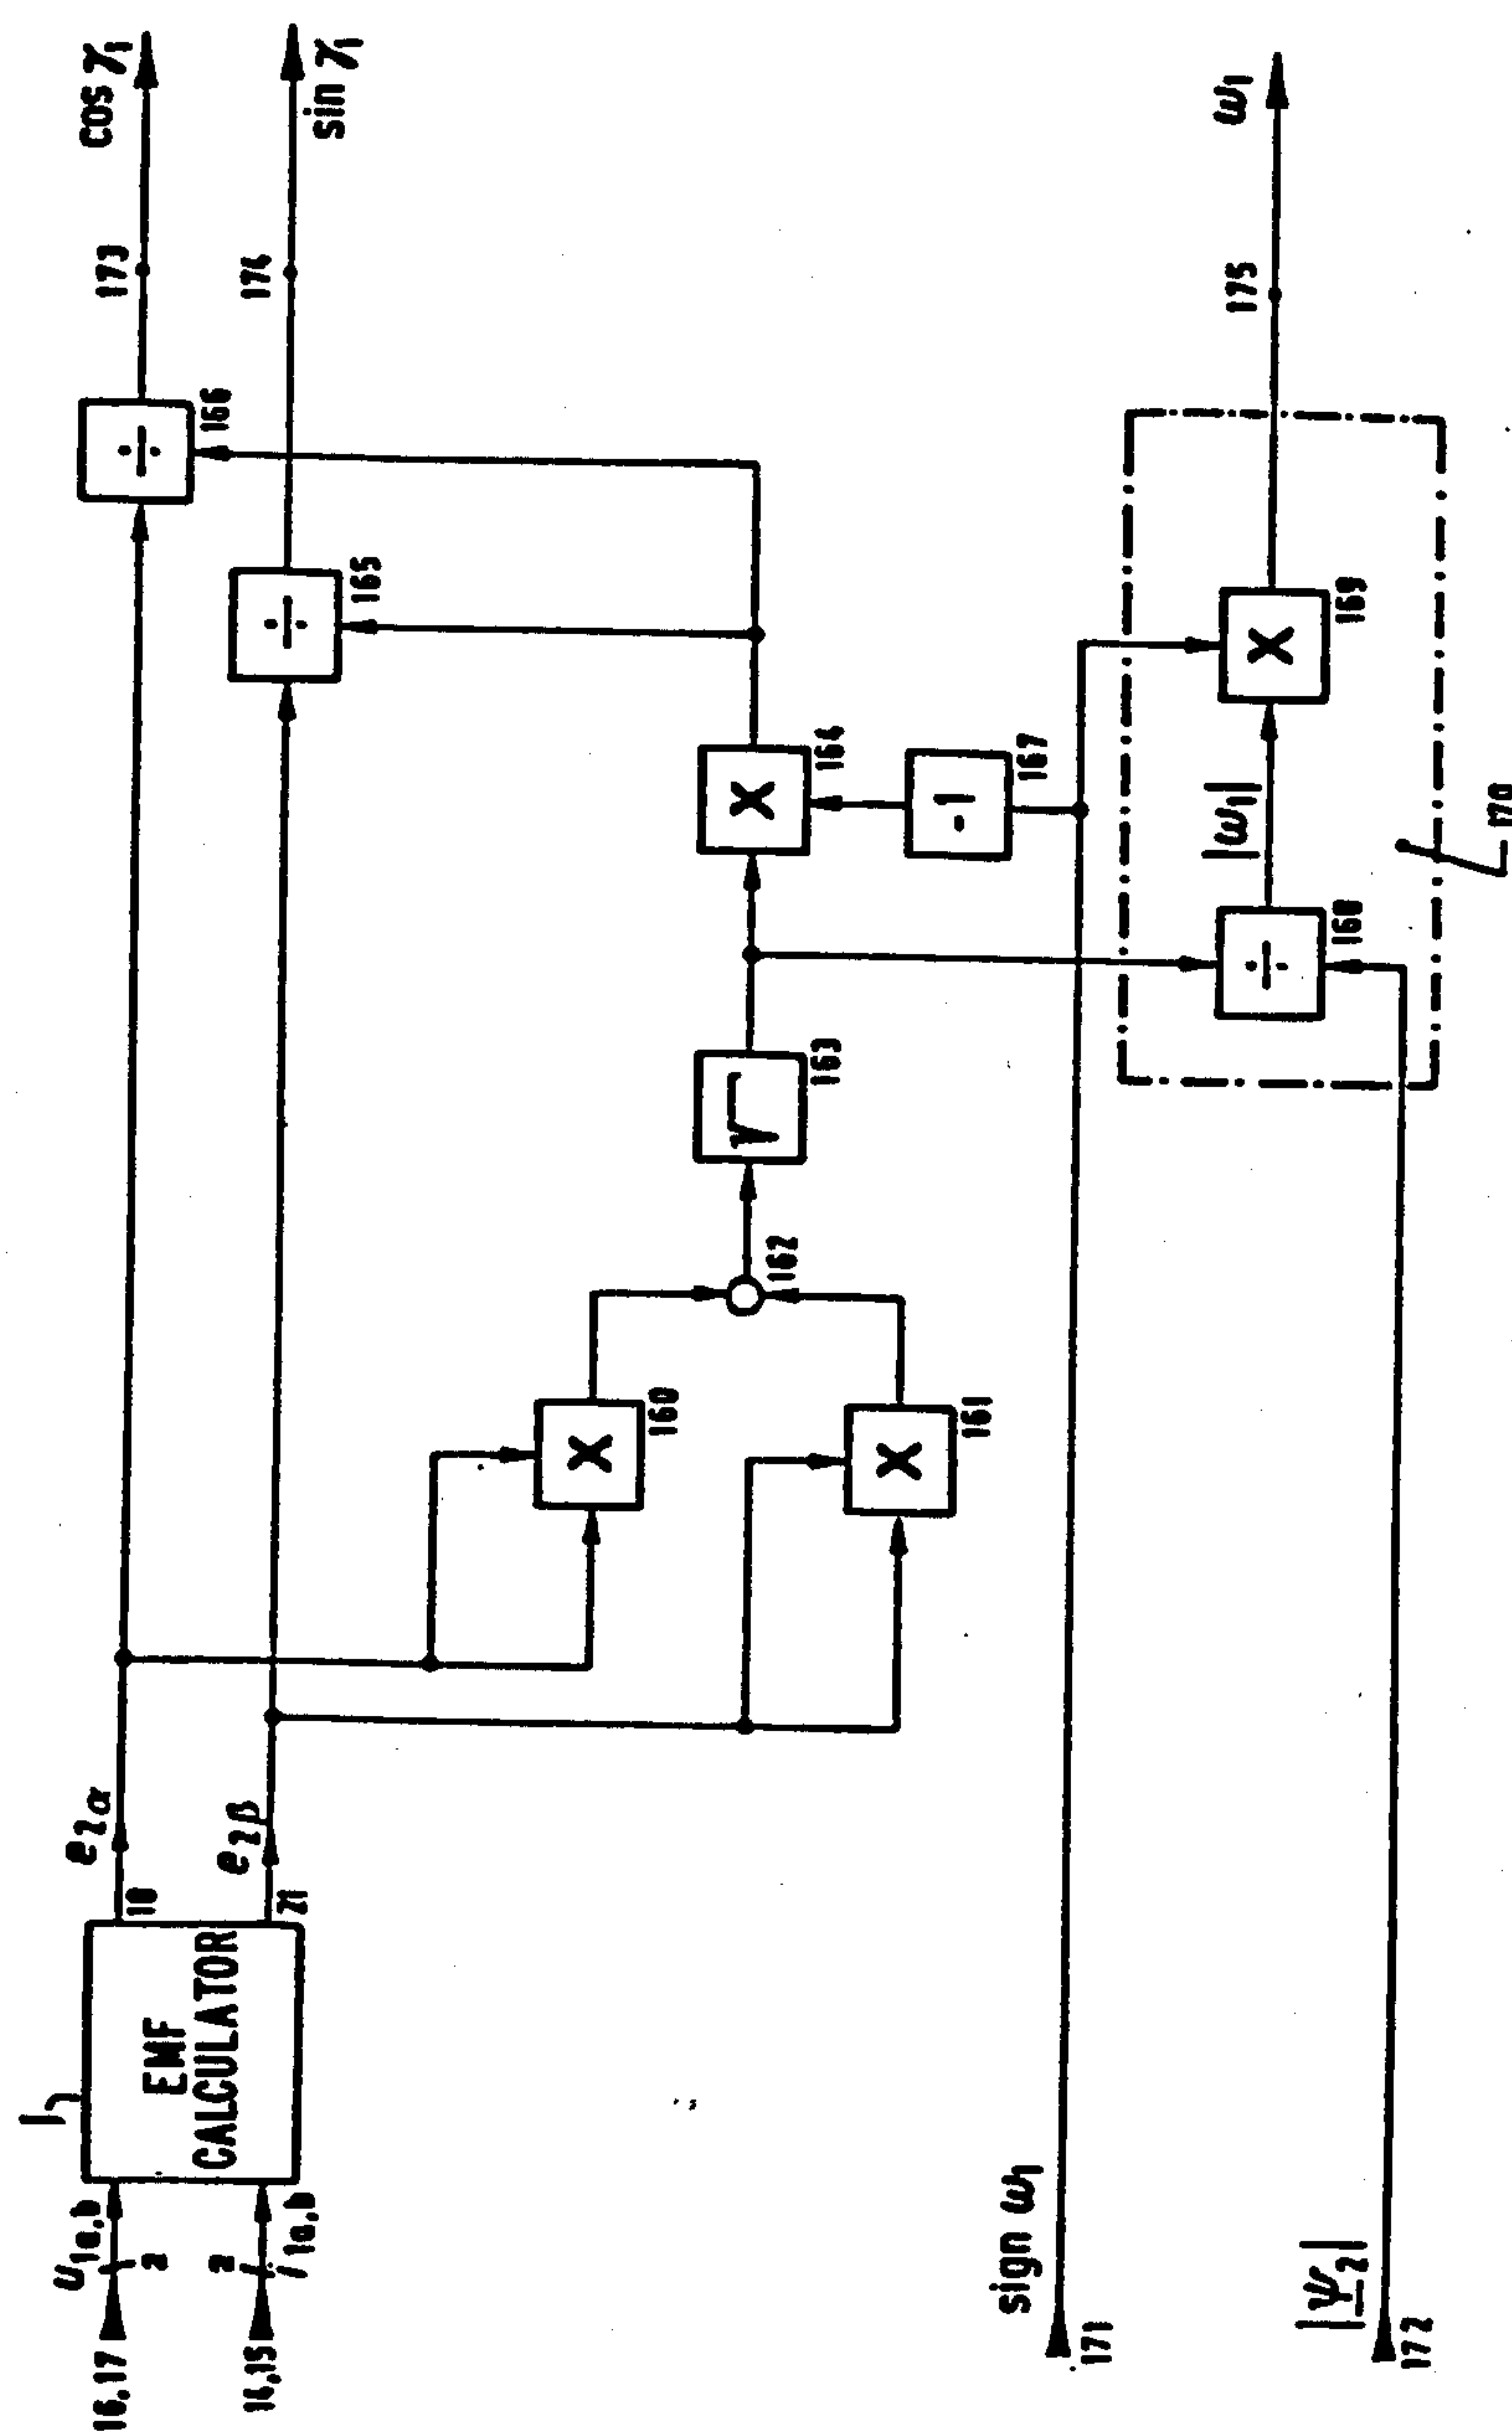 16,17
u1a,b
2
14,15
2
i1a,b
1
EMF
CALCULATOR
18
e2α
21
e2β
X
160
X
161
162
√
163
X
164
-1
167
÷
165
÷
166
173
cos γ1
174
sin γ1
sign ω1
171
|Ψ2|
172
÷
168
|ω1|
X
169
170
175
ω1